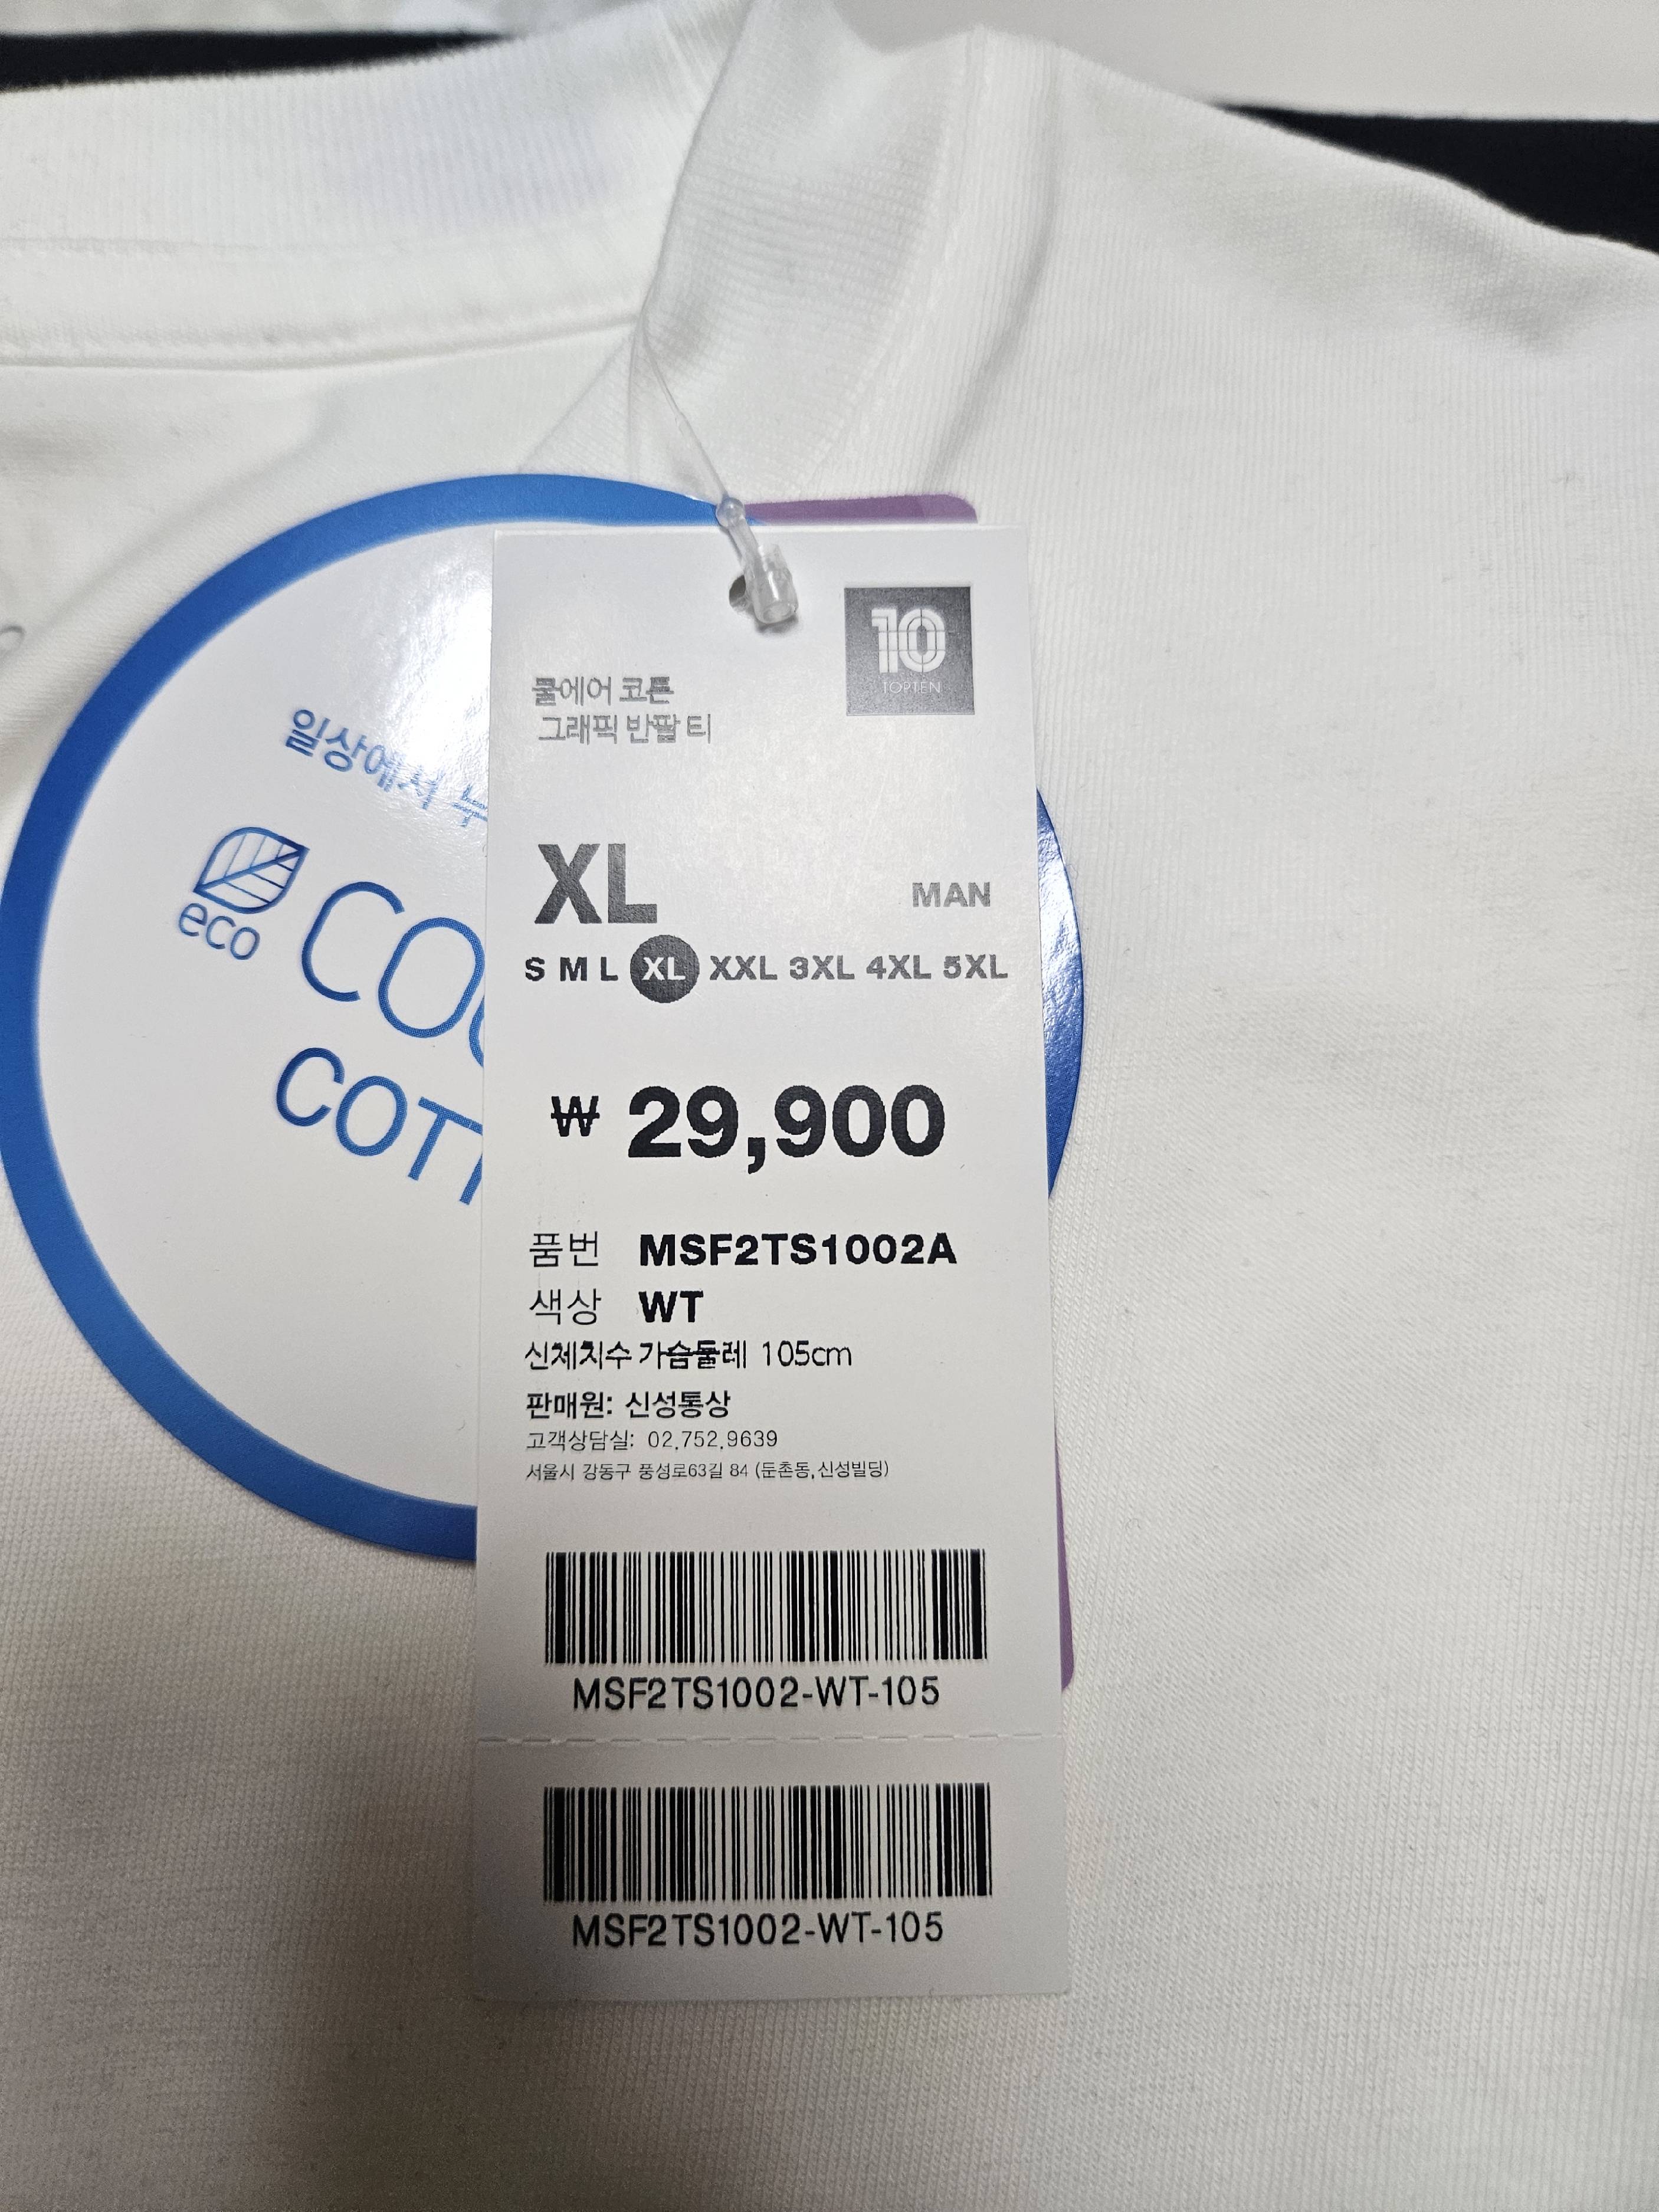 10
TOPTEN
쿨에어 코튼
그래픽 반팔 티
XL
MAN
S M L XL XXL 3XL 4XL 5XL
₩ 29,900
품번 MSF2TS1002A
색상 WT
신체치수 가슴둘레 105cm
판매원: 신성통상
고객상담실: 02.752.9639
서울시 강동구 풍성로63길 84 (둔촌동,신성빌딩)
MSF2TS1002-WT-105
MSF2TS1002-WT-105
일상에서
eco